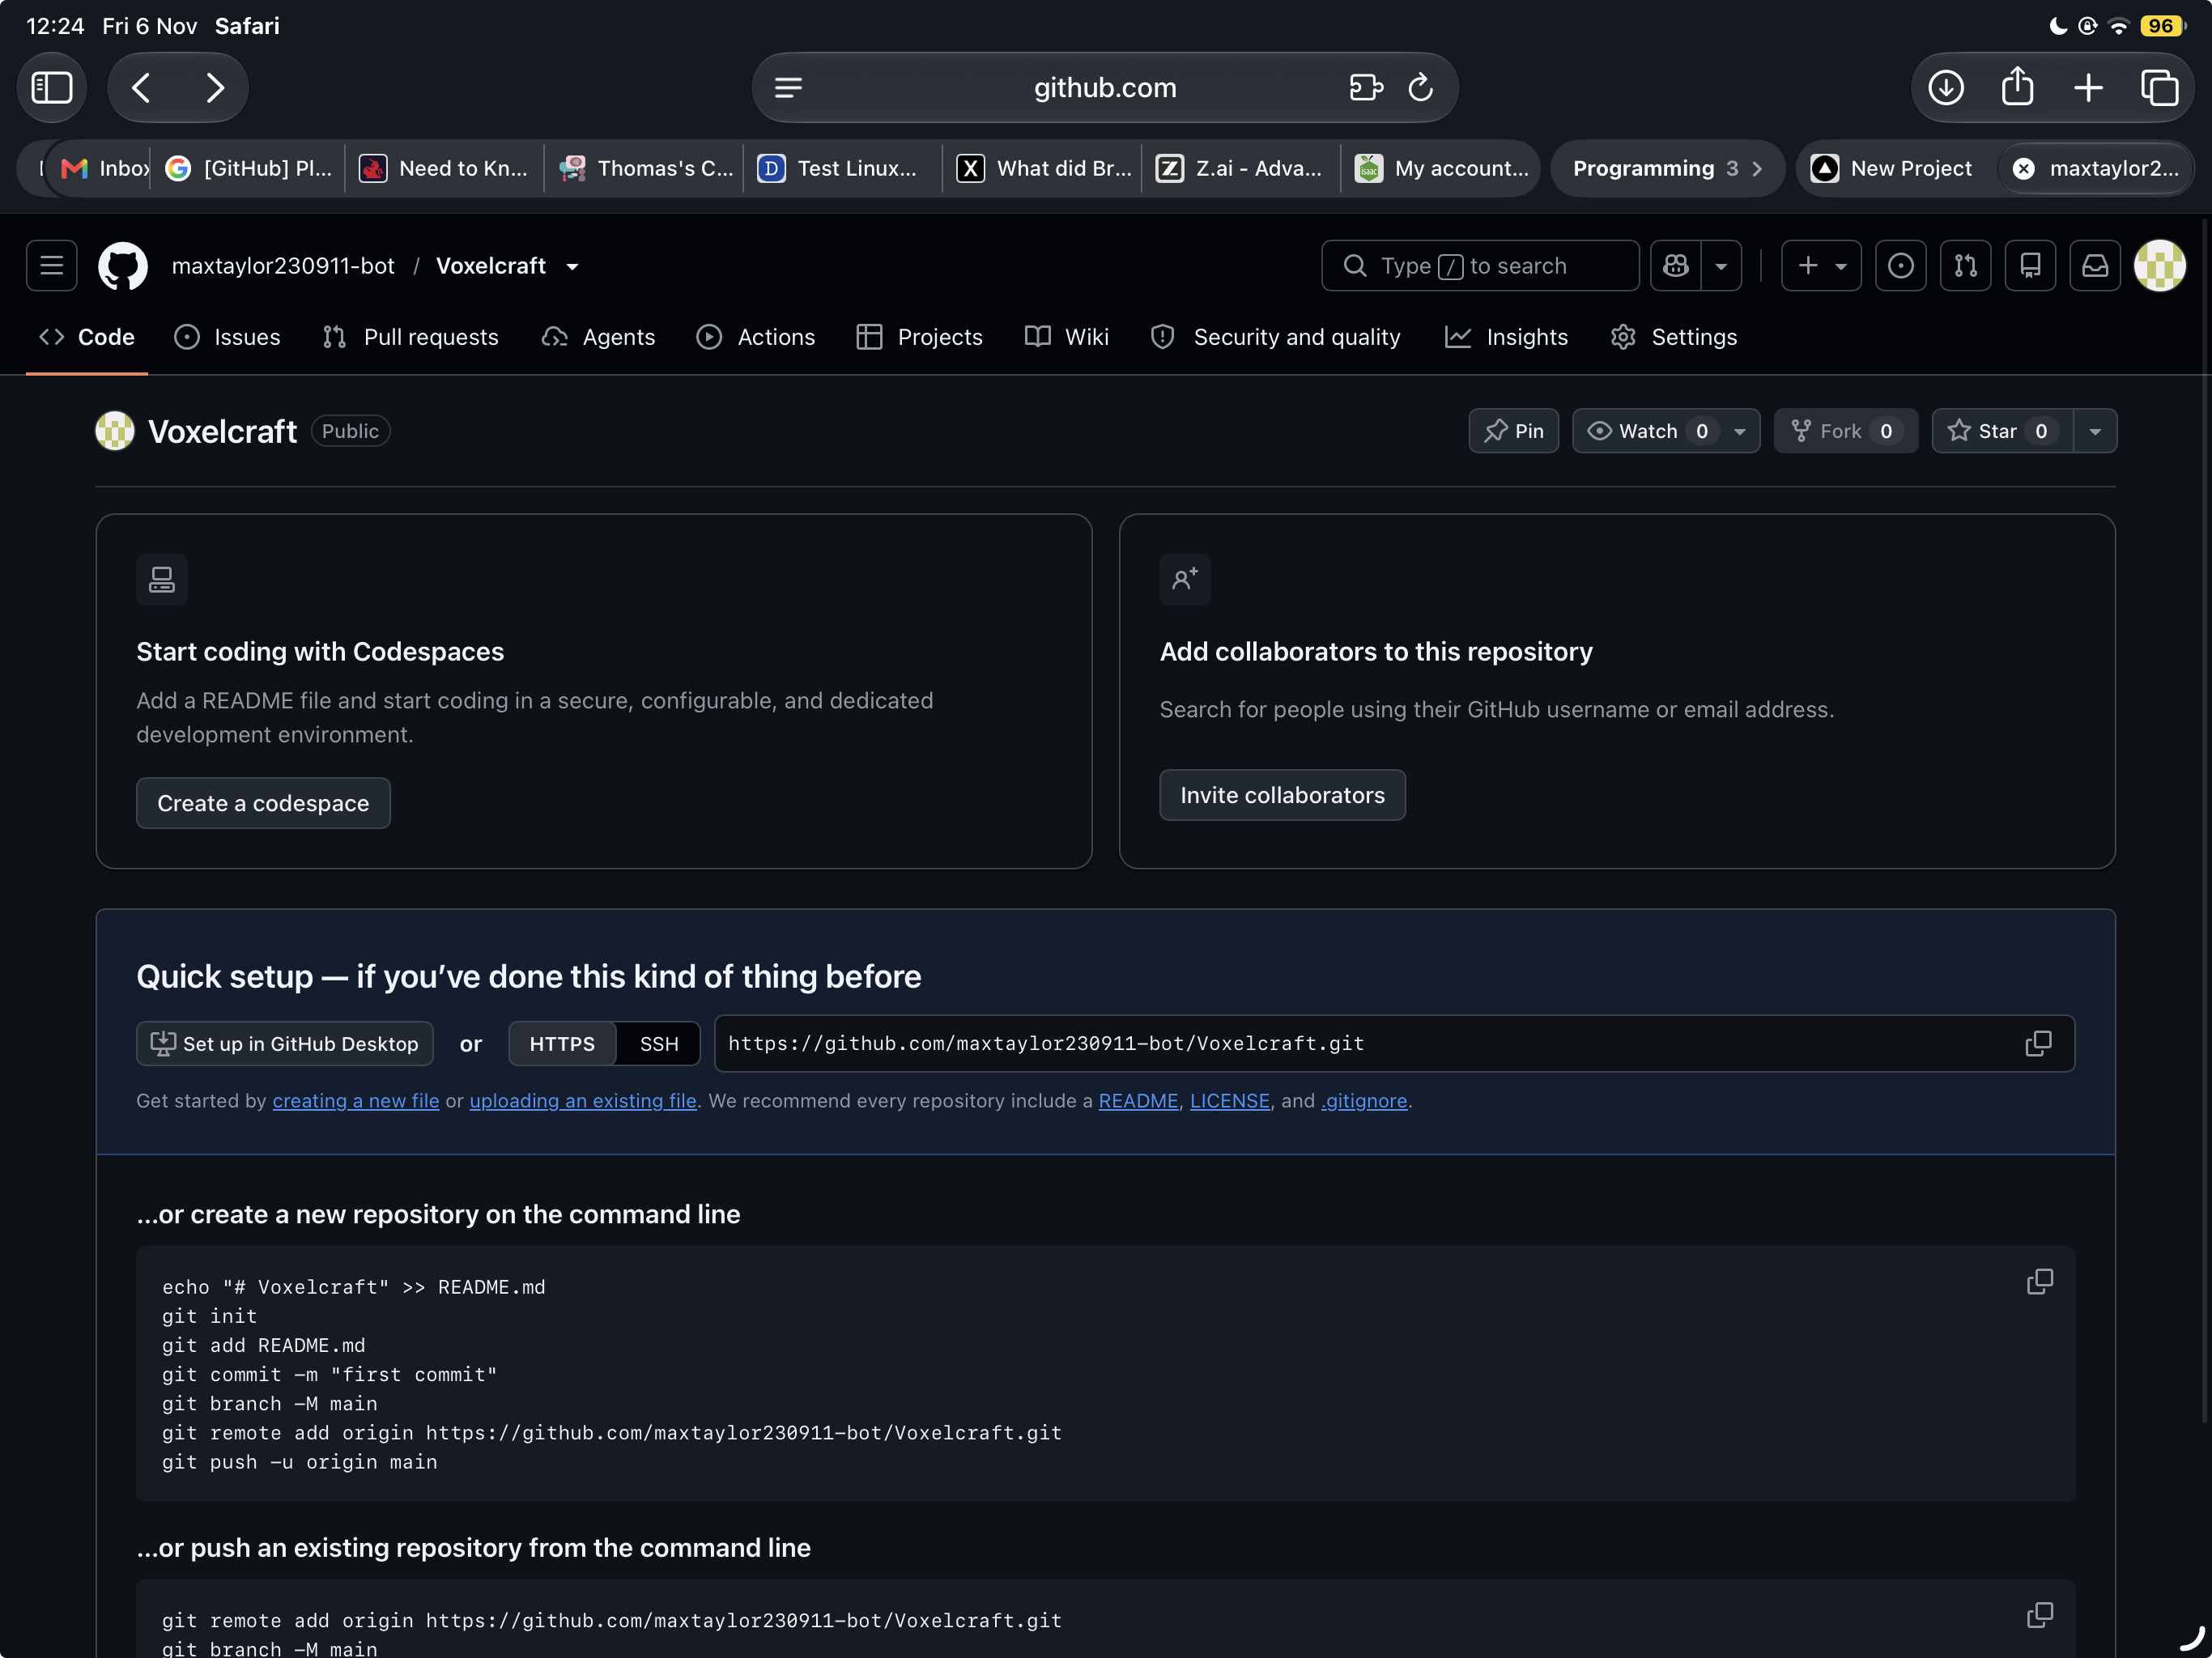 12:24 Fri 6 Nov Safari
96
github.com
Inbox
[GitHub] Pl...
Need to Kn...
Thomas's C...
Test Linux...
What did Br...
Z.ai - Adva...
My account...
Programming 3
New Project
maxtaylor2...
maxtaylor230911-bot / Voxelcraft
Type / to search
Code
Issues
Pull requests
Agents
Actions
Projects
Wiki
Security and quality
Insights
Settings
Voxelcraft Public
Pin
Watch 0
Fork 0
Star 0
Start coding with Codespaces
Add a README file and start coding in a secure, configurable, and dedicated
development environment.
Create a codespace
Add collaborators to this repository
Search for people using their GitHub username or email address.
Invite collaborators
Quick setup — if you’ve done this kind of thing before
Set up in GitHub Desktop or HTTPS SSH https://github.com/maxtaylor230911-bot/Voxelcraft.git
Get started by creating a new file or uploading an existing file. We recommend every repository include a README, LICENSE, and .gitignore.
...or create a new repository on the command line
echo "# Voxelcraft" >> README.md
git init
git add README.md
git commit -m "first commit"
git branch -M main
git remote add origin https://github.com/maxtaylor230911-bot/Voxelcraft.git
git push -u origin main
...or push an existing repository from the command line
git remote add origin https://github.com/maxtaylor230911-bot/Voxelcraft.git
git branch -M main